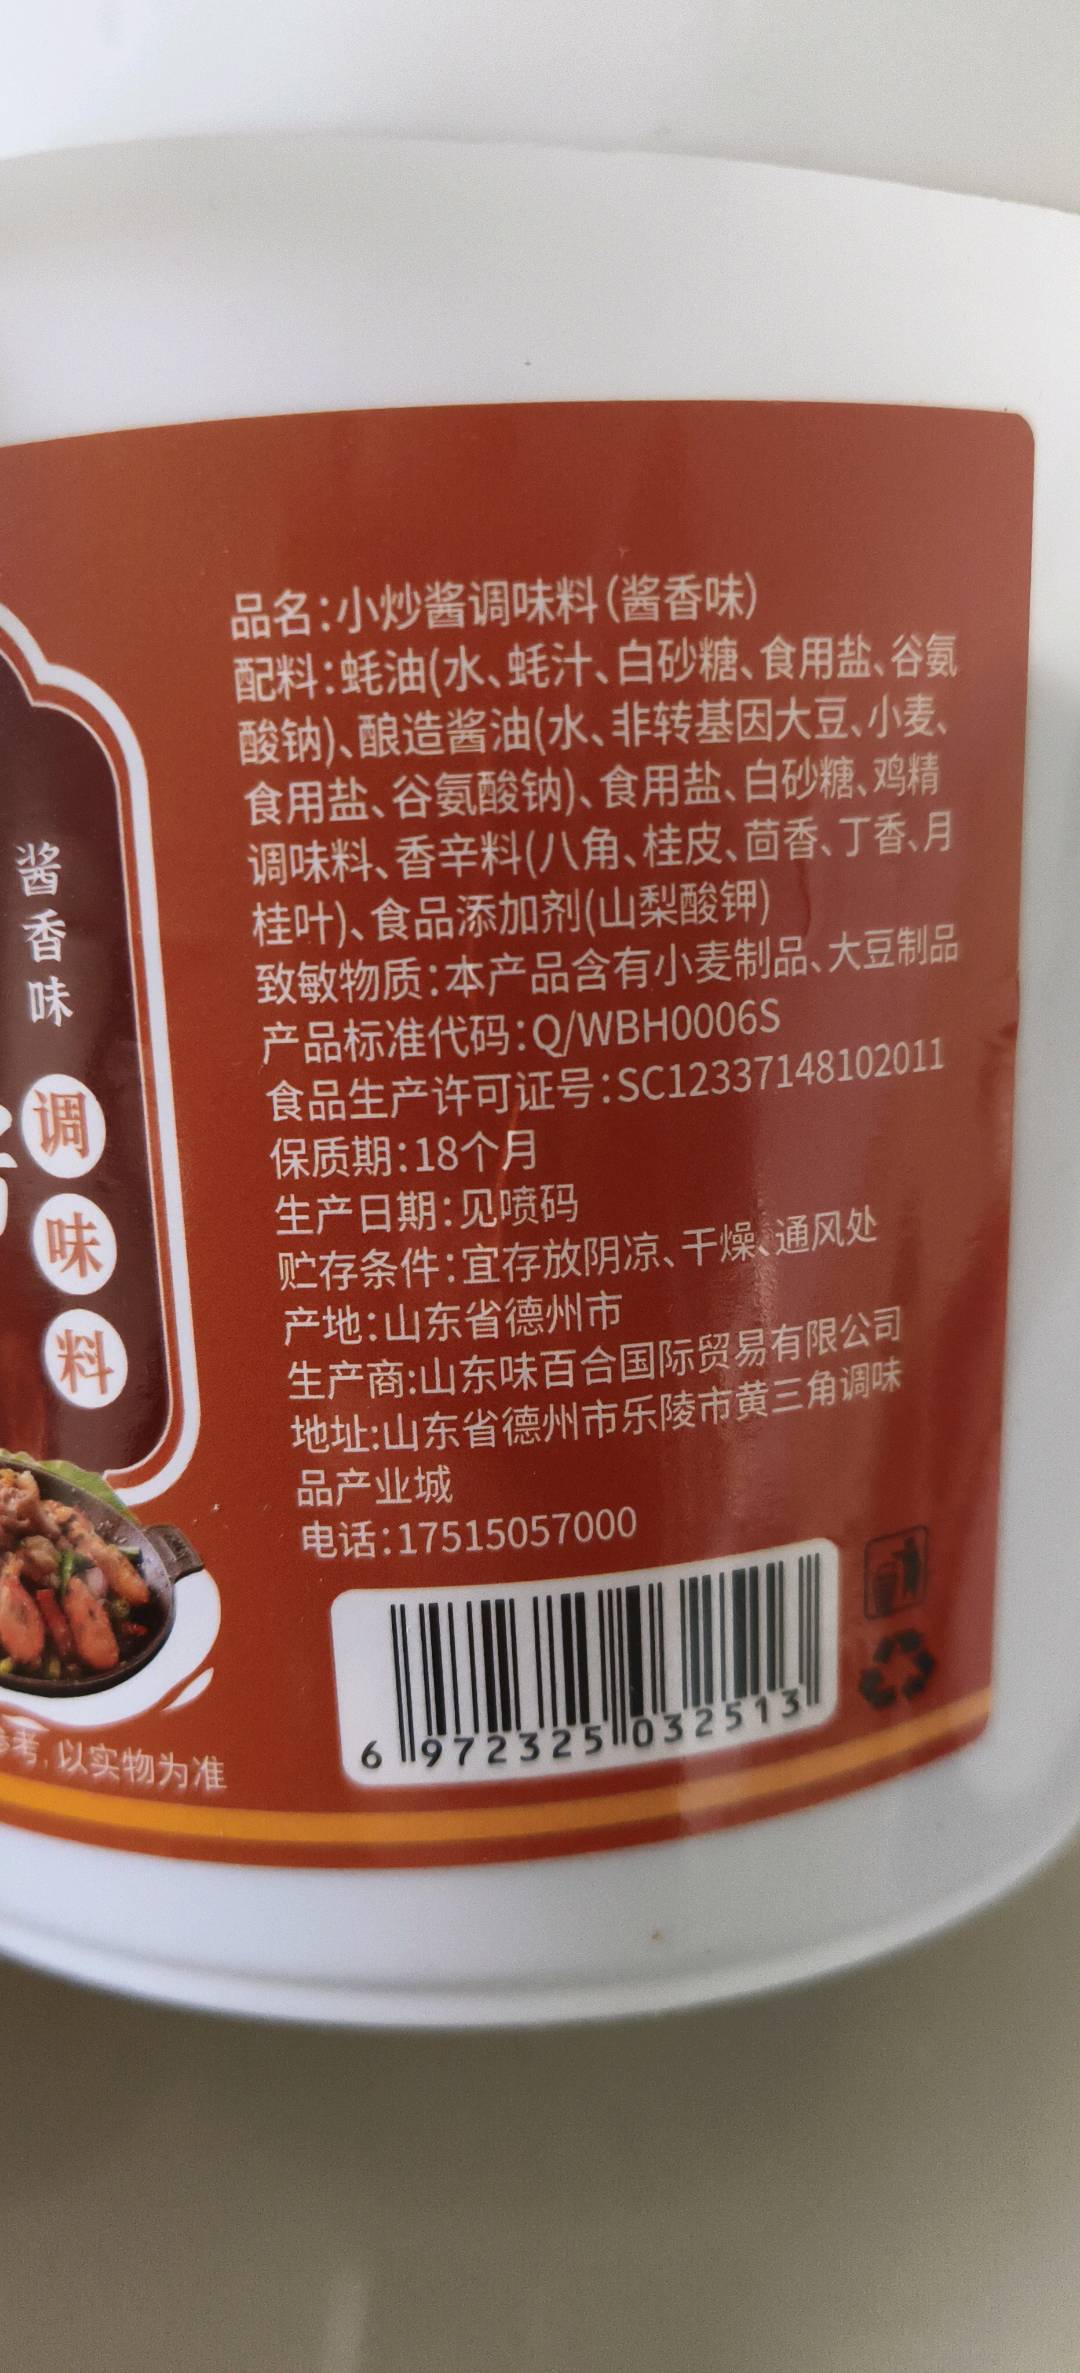 品名:小炒酱调味料(酱香味)
配料:蚝油(水、蚝汁、白砂糖、食用盐、谷氨
酸钠)、酿造酱油(水、非转基因大豆、小麦、
食用盐、谷氨酸钠)、食用盐、白砂糖、鸡精
调味料、香辛料(八角、桂皮、茴香、丁香、月
桂叶)、食品添加剂(山梨酸钾)
致敏物质:本产品含有小麦制品、大豆制品
产品标准代码:Q/WBH0006S
食品生产许可证号:SC12337148102011
保质期:18个月
生产日期:见喷码
贮存条件:宜存放阴凉、干燥、通风处
产地:山东省德州市
生产商:山东味百合国际贸易有限公司
地址:山东省德州市乐陵市黄三角调味
品产业城
电话:17515057000
6 972325 032513
酱香味
调味料
考,以实物为准